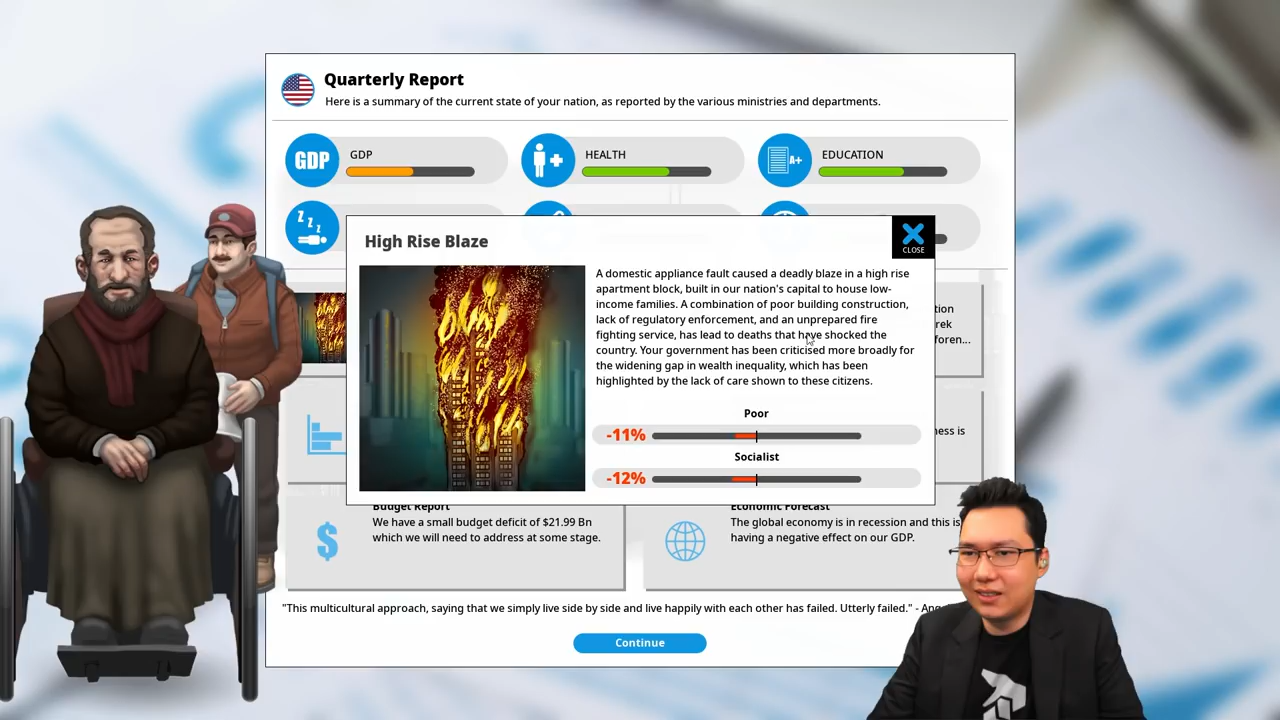 Quarterly Report
Here is a summary of the current state of your nation, as reported by the various ministries and departments.
GDP
GDP
HEALTH
A+
EDUCATION
Z Z Z
High Rise Blaze
CLOSE
A domestic appliance fault caused a deadly blaze in a high rise
apartment block, built in our nation's capital to house low-
income families. A combination of poor building construction,
lack of regulatory enforcement, and an unprepared fire
fighting service, has lead to deaths that have shocked the
country. Your government has been criticised more broadly for
the widening gap in wealth inequality, which has been
highlighted by the lack of care shown to these citizens.
Poor
-11%
Socialist
-12%
Budget Report
We have a small budget deficit of $21.99 Bn
which we will need to address at some stage.
$
Economic Forecast
The global economy is in recession and this is
having a negative effect on our GDP.
"This multicultural approach, saying that we simply live side by side and live happily with each other has failed. Utterly failed." -
Continue